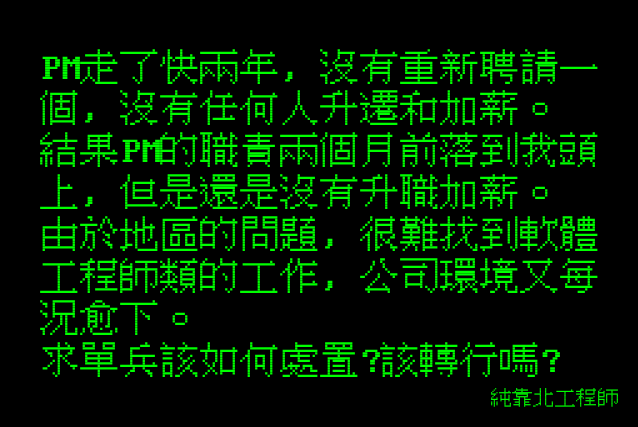 PM走了快兩年，沒有重新聘請一
個，沒有任何人升遷和加薪。
結果PM的職責兩個月前落到我頭
上，但是還是沒有升職加薪。
由於地區的問題，很難找到軟體
工程師類的工作，公司環境又每
況愈下。
求單兵該如何處置?該轉行嗎?
純靠北工程師